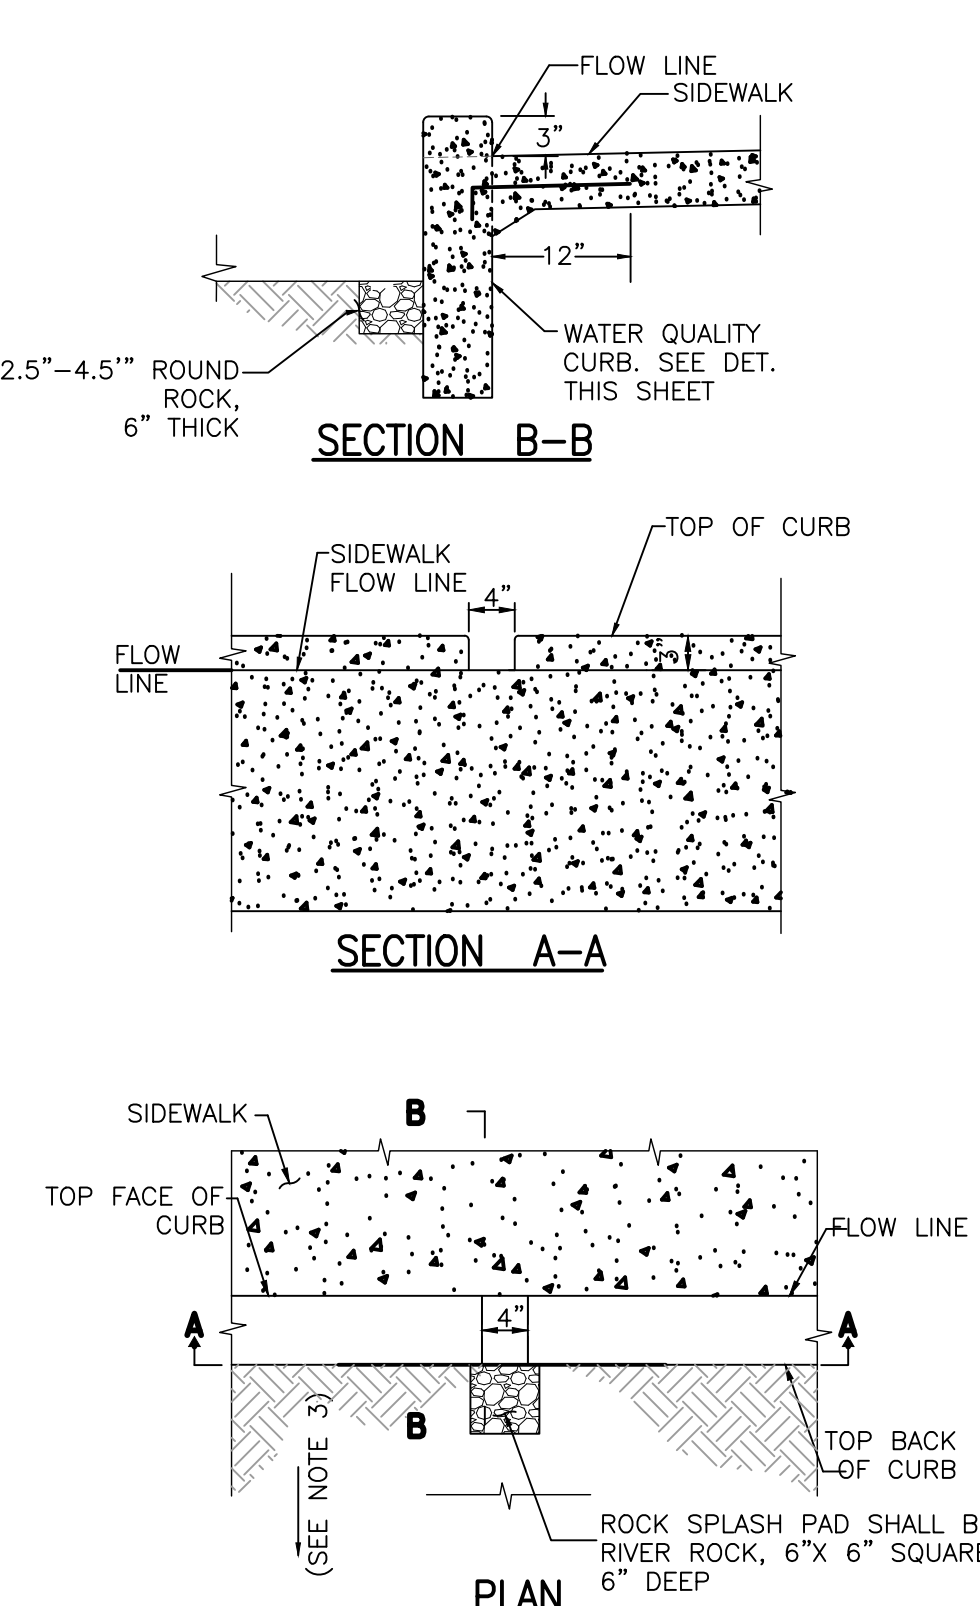 FLOW LINE
SIDEWALK
3"
12"
WATER QUALITY
CURB. SEE DET.
THIS SHEET
2.5"-4.5'" ROUND
ROCK,
6" THICK
SECTION B-B
TOP OF CURB
SIDEWALK
FLOW LINE
4"
3"
FLOW
LINE
SECTION A-A
B
SIDEWALK
TOP FACE OF
CURB
FLOW LINE
4"
A
A
B
(SEE NOTE 3)
TOP BACK
OF CURB
ROCK SPLASH PAD SHALL
RIVER ROCK, 6"X 6" SQUARE
6" DEEP
PLAN